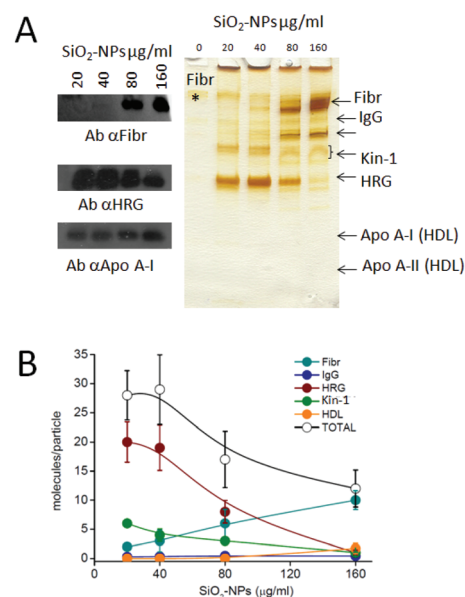 A
SiO₂-NPs µg/ml
0 20 40 80 160
SiO₂-NPs µg/ml
20 40 80 160
Ab αFibr
Ab αHRG
Ab αApo A-I
Fibr
*
Fibr
IgG
Kin-1
HRG
Apo A-I (HDL)
Apo A-II (HDL)
B
molecules/particle
35
30
25
20
15
10
5
0
0 40 80 120 160
SiO₂-NPs (µg/ml)
Fibr
IgG
HRG
Kin-1
HDL
TOTAL